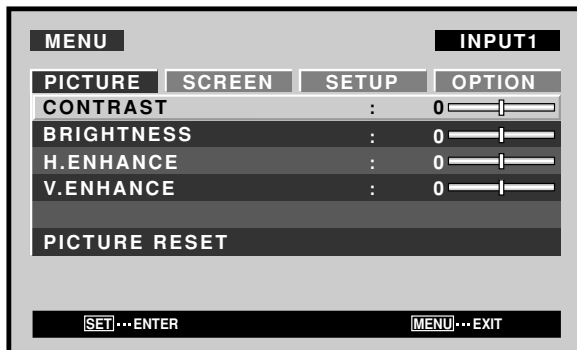 MENU INPUT1
PICTURE SCREEN SETUP OPTION
CONTRAST : 0
BRIGHTNESS : 0
H.ENHANCE : 0
V.ENHANCE : 0
PICTURE RESET
SET···ENTER MENU···EXIT